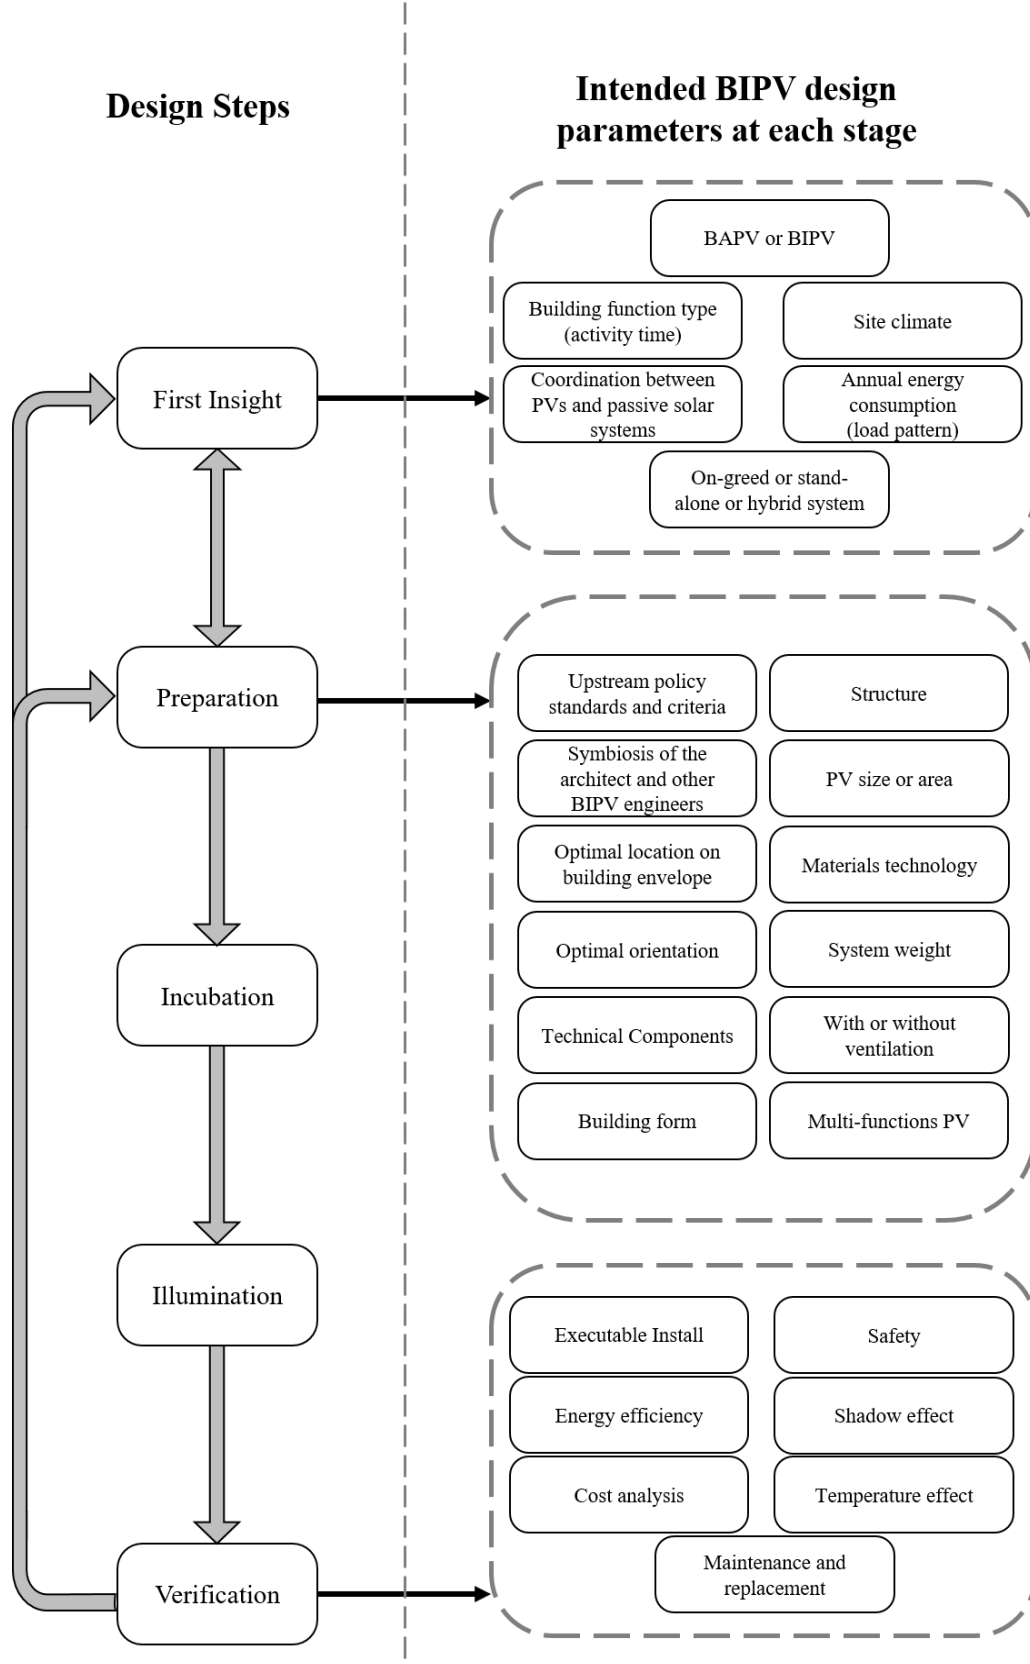 Design Steps
Intended BIPV design
parameters at each stage
BAPV or BIPV
Building function type
(activity time)
Site climate
First Insight
Coordination between
PVs and passive solar
systems
Annual energy
consumption
(load pattern)
On-greed or stand-
alone or hybrid system
Preparation
Upstream policy
standards and criteria
Structure
Symbiosis of the
architect and other
BIPV engineers
PV size or area
Optimal location on
building envelope
Materials technology
Optimal orientation
System weight
Incubation
Technical Components
With or without
ventilation
Building form
Multi-functions PV
Illumination
Executable Install
Safety
Energy efficiency
Shadow effect
Cost analysis
Temperature effect
Verification
Maintenance and
replacement